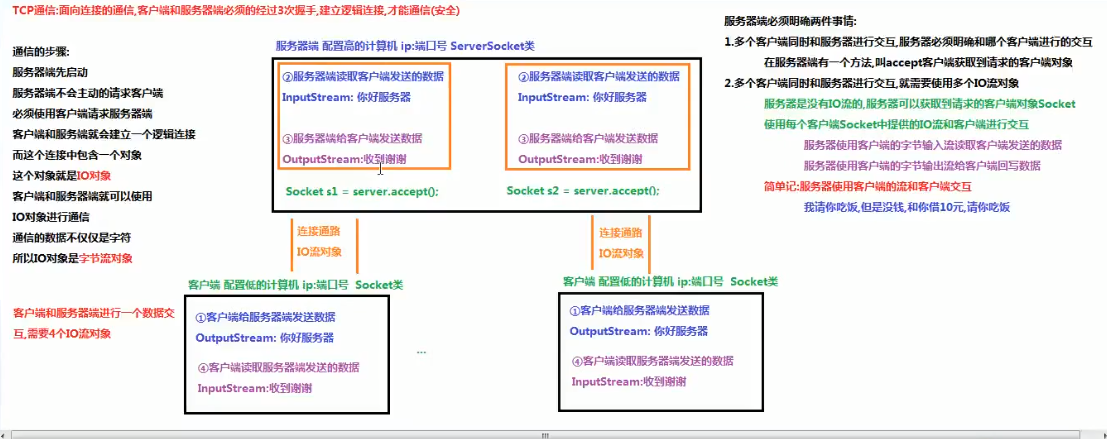 TCP通信:面向连接的通信,客户端和服务器端必须的经过3次握手,建立逻辑连接,才能通信(安全)
通信的步骤:
服务器端先启动
服务器端不会主动的请求客户端
必须使用客户端请求服务器端
客户端和服务端就会建立一个逻辑连接
而这个连接中包含一个对象
这个对象就是IO对象
客户端和服务器端就可以使用
IO对象进行通信
通信的数据不仅仅是字符
所以IO对象是字节流对象
客户端和服务器端进行一个数据交
互,需要4个IO流对象
服务器端 配置高的计算机 ip:端口号 ServerSocket类
②服务器端读取客户端发送的数据
InputStream: 你好服务器
③服务器端给客户端发送数据
OutputStream:收到谢谢
Socket s1 = server.accept();
②服务器端读取客户端发送的数据
InputStream: 你好服务器
③服务器端给客户端发送数据
OutputStream:收到谢谢
Socket s2 = server.accept();
连接通路
IO流对象
连接通路
IO流对象
客户端 配置低的计算机 ip:端口号 Socket类
①客户端给服务器端发送数据
OutputStream: 你好服务器
④客户端读取服务器端发送的数据
InputStream:收到谢谢
...
客户端 配置低的计算机 ip:端口号 Socket类
①客户端给服务器端发送数据
OutputStream: 你好服务器
④客户端读取服务器端发送的数据
InputStream:收到谢谢
服务器端必须明确两件事情:
1.多个客户端同时和服务器进行交互,服务器必须明确和哪个客户端进行的交互
在服务器端有一个方法,叫accept客户端获取到请求的客户端对象
2.多个客户端同时和服务器进行交互,就需要使用多个IO流对象
服务器是没有IO流的,服务器可以获取到请求的客户端对象Socket
使用每个客户端Socket中提供的IO流和客户端进行交互
服务器使用客户端的字节输入流读取客户端发送的数据
服务器使用客户端的字节输出流给客户端回写数据
简单记:服务器使用客户端的流和客户端交互
我请你吃饭,但是没钱,和你借10元,请你吃饭